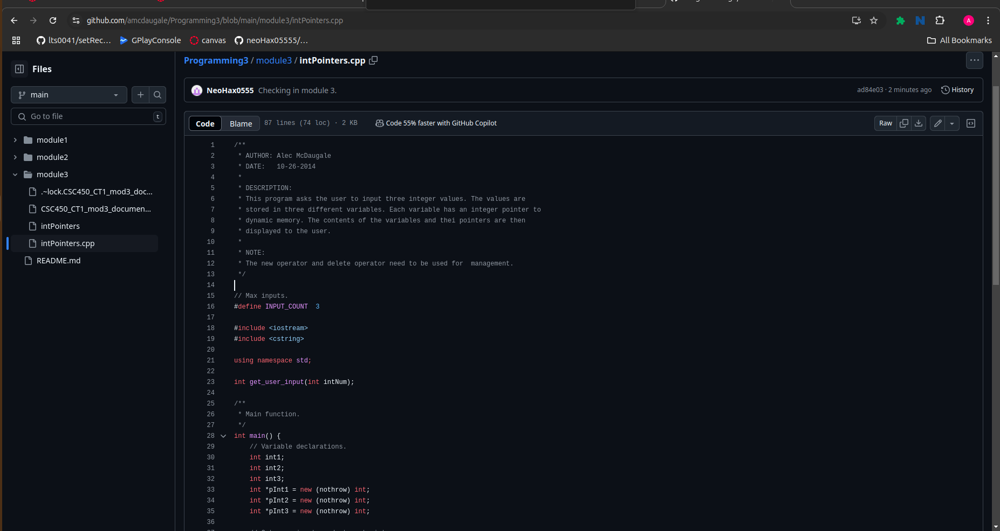 github.com/amcdaugale/Programming3/blob/main/module3/intPointers.cpp
A
lts0041/setRec...
GPlayConsole
canvas
neoHax05555/...
All Bookmarks
Files
main
Go to file
t
module1
module2
module3
.~lock.CSC450_CT1_mod3_doc...
CSC450_CT1_mod3_documen...
intPointers
intPointers.cpp
README.md
Programming3 / module3 / intPointers.cpp
NeoHax0555 Checking in module 3.
ad84e03 · 2 minutes ago
History
Code
Blame
87 lines (74 loc) · 2 KB
Code 55% faster with GitHub Copilot
Raw
1 /**
2 * AUTHOR: Alec McDaugale
3 * DATE: 10-26-2014
4 *
5 * DESCRIPTION:
6 * This program asks the user to input three integer values. The values are
7 * stored in three different variables. Each variable has an integer pointer to
8 * dynamic memory. The contents of the variables and thei pointers are then
9 * displayed to the user.
10 *
11 * NOTE:
12 * The new operator and delete operator need to be used for  management.
13 */
14
15 // Max inputs.
16 #define INPUT_COUNT  3
17
18 #include <iostream>
19 #include <cstring>
20
21 using namespace std;
22
23 int get_user_input(int intNum);
24
25 /**
26 * Main function.
27 */
28 int main() {
29 // Variable declarations.
30 int int1;
31 int int2;
32 int int3;
33 int *pInt1 = new (nothrow) int;
34 int *pInt2 = new (nothrow) int;
35 int *pInt3 = new (nothrow) int;
36